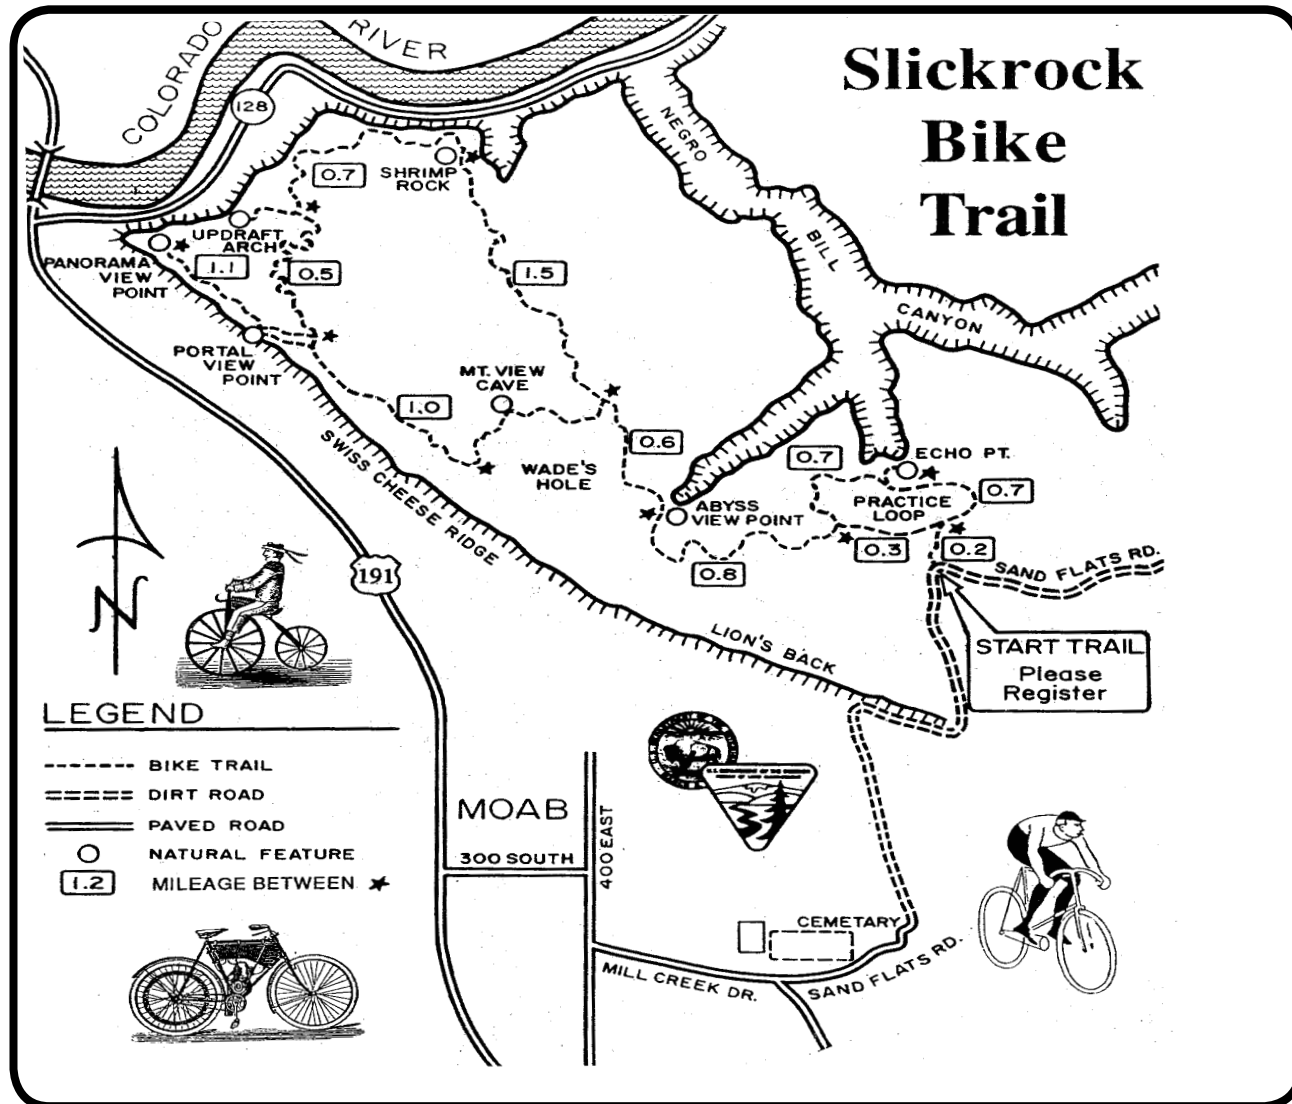 Slickrock
Bike
Trail
COLORADO
RIVER
128
0.7
SHRIMP
ROCK
UPDRAFT
ARCH
PANORAMA
VIEW
POINT
1.1
0.5
1.5
PORTAL
VIEW
POINT
MT. VIEW
CAVE
1.0
WADE'S
HOLE
0.6
NEGRO
BILL
CANYON
SWISS CHEESE RIDGE
ABYSS
VIEW POINT
0.7
ECHO PT.
PRACTICE
LOOP
0.7
0.3
0.2
0.8
SAND FLATS RD.
START TRAIL
Please
Register
LION'S BACK
191
N
LEGEND
BIKE TRAIL
DIRT ROAD
PAVED ROAD
NATURAL FEATURE
1.2 MILEAGE BETWEEN
MOAB
300 SOUTH
400 EAST
CEMETARY
MILL CREEK DR.
SAND FLATS RD.